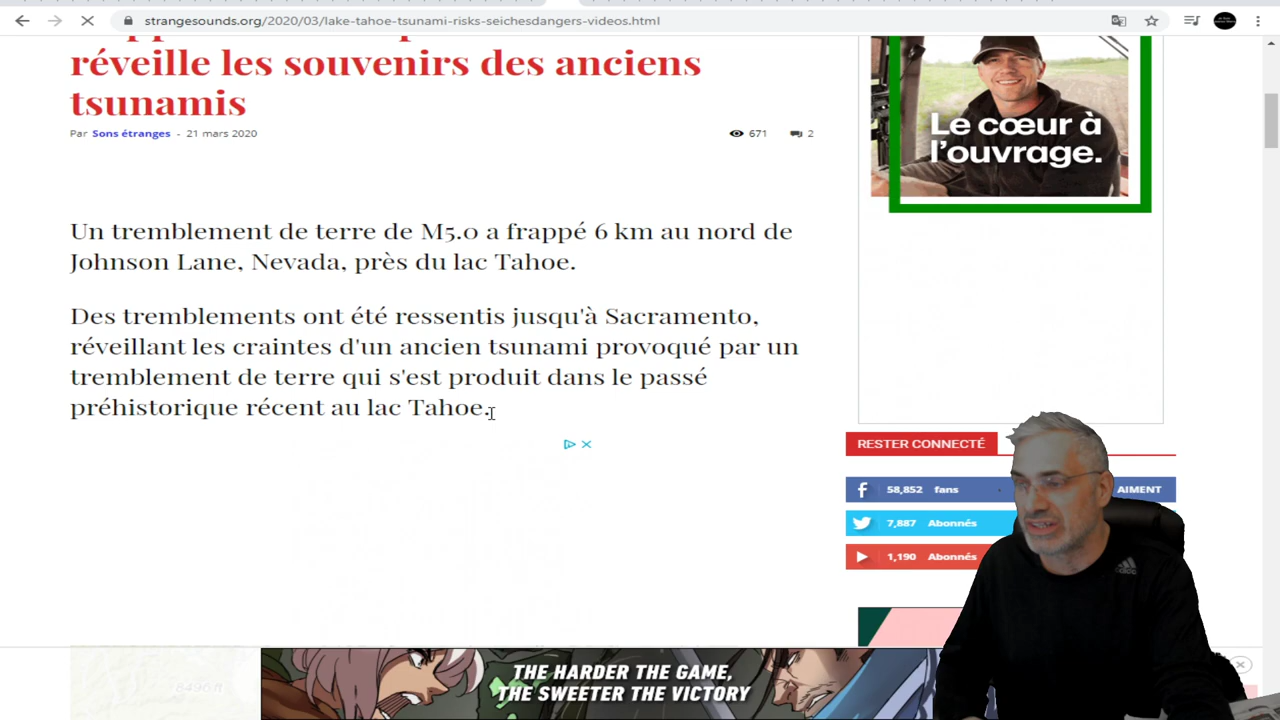 strangesounds.org/2020/03/lake-tahoe-tsunami-risks-seichesdangers-videos.html
réveille les souvenirs des anciens
tsunamis
Par Sons étranges - 21 mars 2020
671
2
Le cœur à
l'ouvrage.
Un tremblement de terre de M5.0 a frappé 6 km au nord de
Johnson Lane, Nevada, près du lac Tahoe.
Des tremblements ont été ressentis jusqu'à Sacramento,
réveillant les craintes d'un ancien tsunami provoqué par un
tremblement de terre qui s'est produit dans le passé
préhistorique récent au lac Tahoe.
RESTER CONNECTÉ
58,852 fans
AIMENT
7,887 Abonnés
1,190 Abonnés
adidas
8490 ft
THE HARDER THE GAME,
THE SWEETER THE VICTORY